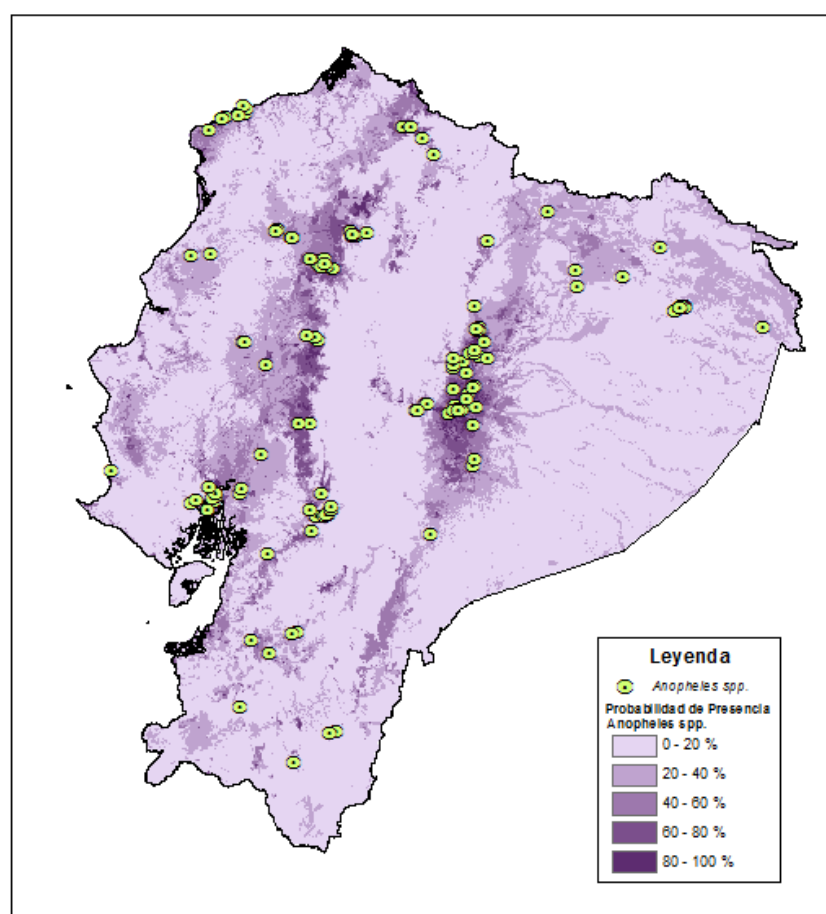 Leyenda
Anopheles spp.
Probabilidad de Presencia
Anopheles spp.
0 - 20 %
20 - 40 %
40 - 60 %
60 - 80 %
80 - 100 %